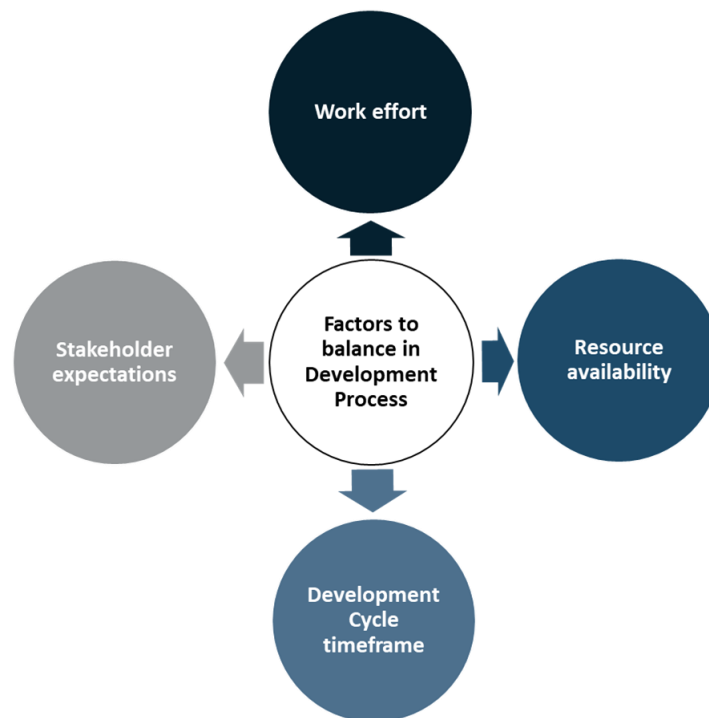 Work effort
Stakeholder
expectations
Factors to
balance in
Development
Process
Resource
availability
Development
Cycle
timeframe